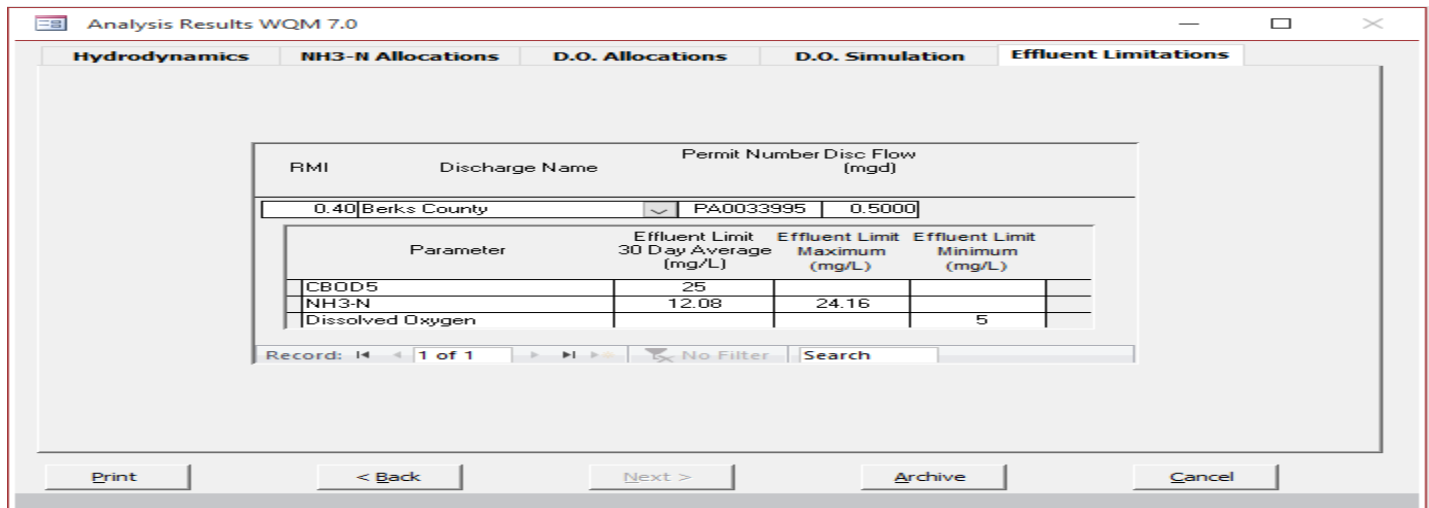 Analysis Results WQM 7.0
Hydrodynamics NH3-N Allocations D.O. Allocations D.O. Simulation Effluent Limitations
RMI Discharge Name Permit Number Disc Flow (mgd)
0.40 Berks County PA0033995 0.5000
Parameter Effluent Limit 30 Day Average (mg/L) Effluent Limit Maximum (mg/L) Effluent Limit Minimum (mg/L)
CBOD5 25
NH3-N 12.08 24.16
Dissolved Oxygen 5
Record: 1 of 1 No Filter Search
Print < Back Next > Archive Cancel